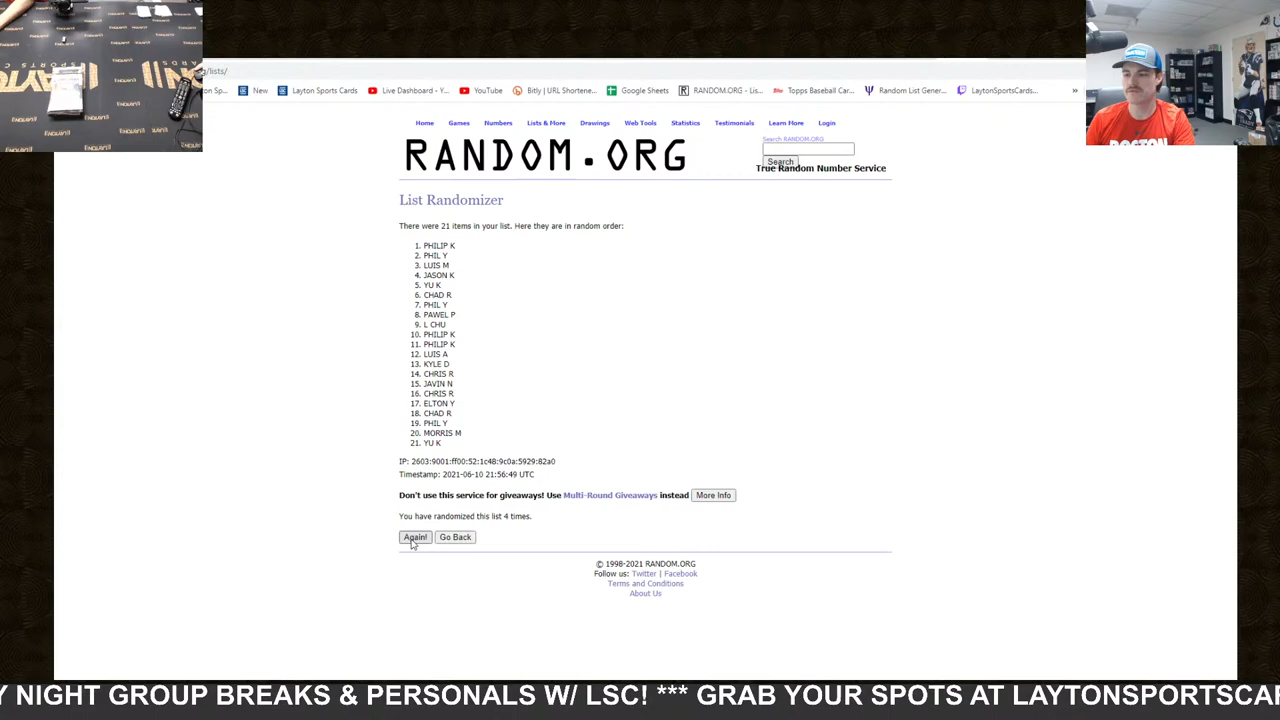 g/lists/
on Sp...
New
Layton Sports Cards
Live Dashboard - Y...
YouTube
Bitly | URL Shortene...
Google Sheets
RANDOM.ORG - Lis...
Topps Baseball Car...
Random List Gener...
LaytonSportsCards...
»
Home Games Numbers Lists & More Drawings Web Tools Statistics Testimonials Learn More Login
Search RANDOM.ORG
RANDOM.ORG
Search
True Random Number Service
List Randomizer
There were 21 items in your list. Here they are in random order:
1. PHILIP K
2. PHIL Y
3. LUIS M
4. JASON K
5. YU K
6. CHAD R
7. PHIL Y
8. PAWEL P
9. L CHU
10. PHILIP K
11. PHILIP K
12. LUIS A
13. KYLE D
14. CHRIS R
15. JAVIN N
16. CHRIS R
17. ELTON Y
18. CHAD R
19. PHIL Y
20. MORRIS M
21. YU K
IP: 2603:9001:ff00:52:1c48:9c0a:5929:82a0
Timestamp: 2021-06-10 21:56:49 UTC
Don't use this service for giveaways! Use Multi-Round Giveaways instead More Info
You have randomized this list 4 times.
Again! Go Back
© 1998-2021 RANDOM.ORG
Follow us: Twitter | Facebook
Terms and Conditions
About Us
Y NIGHT GROUP BREAKS & PERSONALS W/ LSC! *** GRAB YOUR SPOTS AT LAYTONSPORTSCA